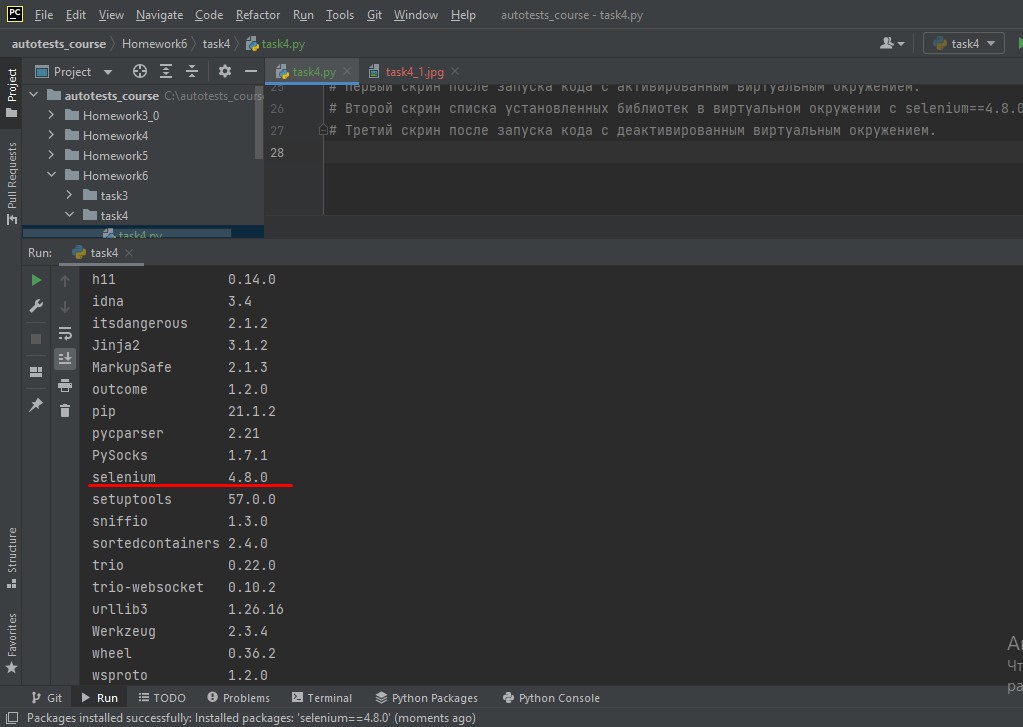 PC File Edit View Navigate Code Refactor Run Tools Git Window Help autotests_course - task4.py
autotests_course Homework6 task4 task4.py task4
Project
Project
task4.py
task4_1.jpg
autotests_course C:\autotests_cours
Homework3_0
Homework4
Homework5
Homework6
task3
task4
task4.py
25 # Первый скрин после запуска кода с активированным виртуальным окружением.
26 # Второй скрин списка установленных библиотек в виртуальном окружении с selenium==4.8.0
27 # Третий скрин после запуска кода с деактивированным виртуальным окружением.
28
Pull Requests
Run: task4
h11 0.14.0
idna 3.4
itsdangerous 2.1.2
Jinja2 3.1.2
MarkupSafe 2.1.3
outcome 1.2.0
pip 21.1.2
pycparser 2.21
PySocks 1.7.1
selenium 4.8.0
setuptools 57.0.0
sniffio 1.3.0
sortedcontainers 2.4.0
trio 0.22.0
trio-websocket 0.10.2
urllib3 1.26.16
Werkzeug 2.3.4
wheel 0.36.2
wsproto 1.2.0
Structure
Favorites
Git Run TODO Problems Terminal Python Packages Python Console
Packages installed successfully: Installed packages: 'selenium==4.8.0' (moments ago)